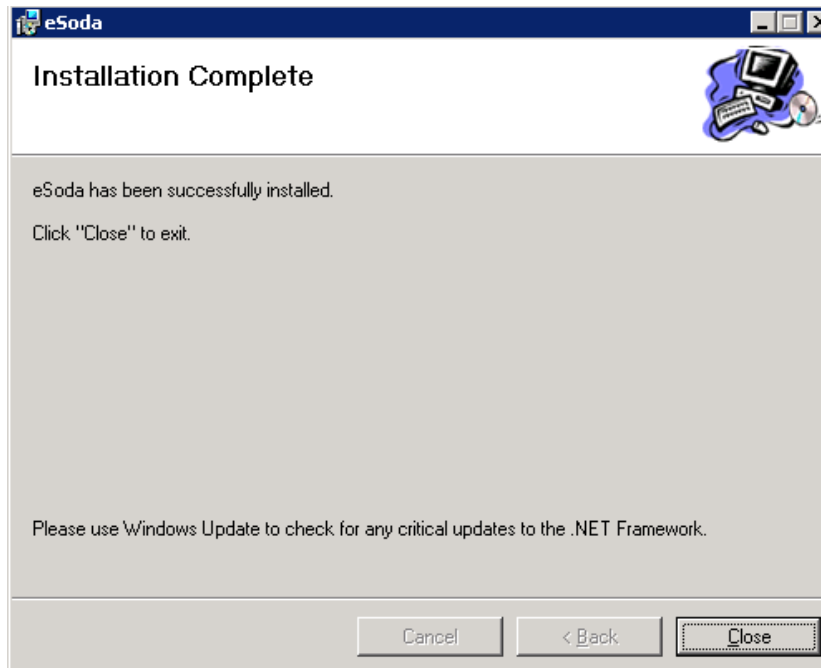 eSoda
Installation Complete
eSoda has been successfully installed.
Click "Close" to exit.
Please use Windows Update to check for any critical updates to the .NET Framework.
Cancel
< Back
Close